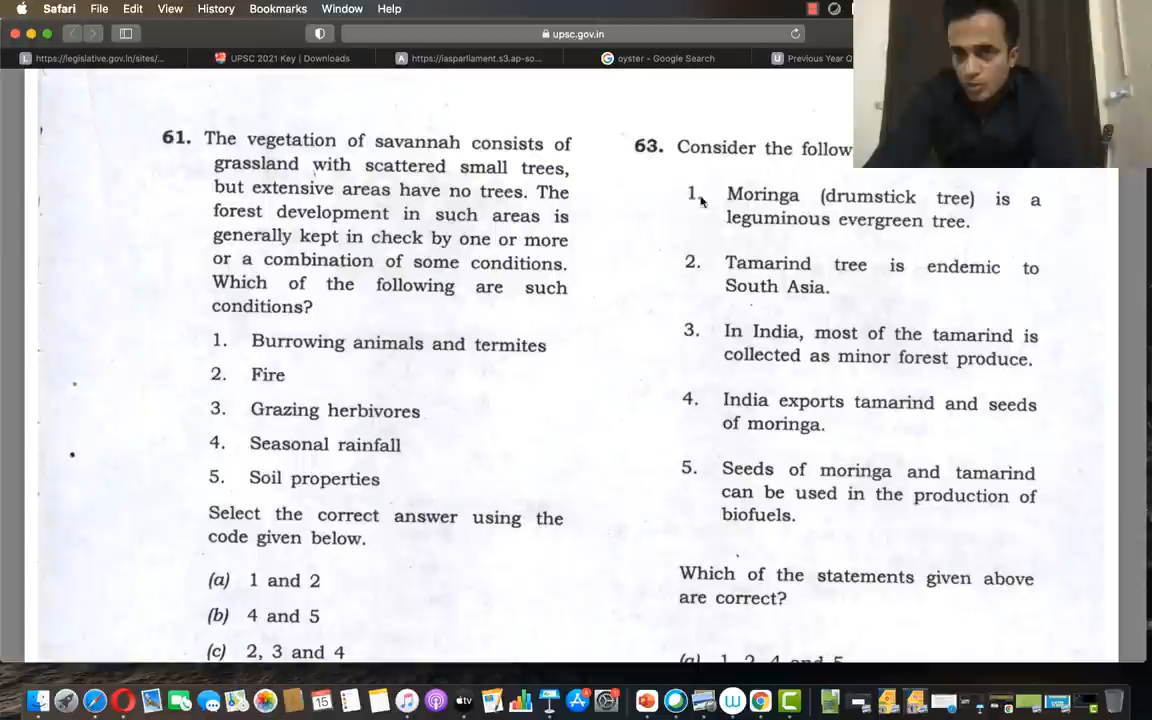 Safari File Edit View History Bookmarks Window Help
upsc.gov.in
https://legislative.gov.in/sites/...
UPSC 2021 Key | Downloads
https://iasparliament.s3.ap-so...
oyster - Google Search
Previous Year Q
61. The vegetation of savannah consists of
grassland with scattered small trees,
but extensive areas have no trees. The
forest development in such areas is
generally kept in check by one or more
or a combination of some conditions.
Which of the following are such
conditions?
1. Burrowing animals and termites
2. Fire
3. Grazing herbivores
4. Seasonal rainfall
5. Soil properties
Select the correct answer using the
code given below.
(a) 1 and 2
(b) 4 and 5
(c) 2, 3 and 4
63. Consider the follow
1. Moringa (drumstick tree) is a
leguminous evergreen tree.
2. Tamarind tree is endemic to
South Asia.
3. In India, most of the tamarind is
collected as minor forest produce.
4. India exports tamarind and seeds
of moringa.
5. Seeds of moringa and tamarind
can be used in the production of
biofuels.
Which of the statements given above
are correct?
(a) 1, 2, 4 and 5
15